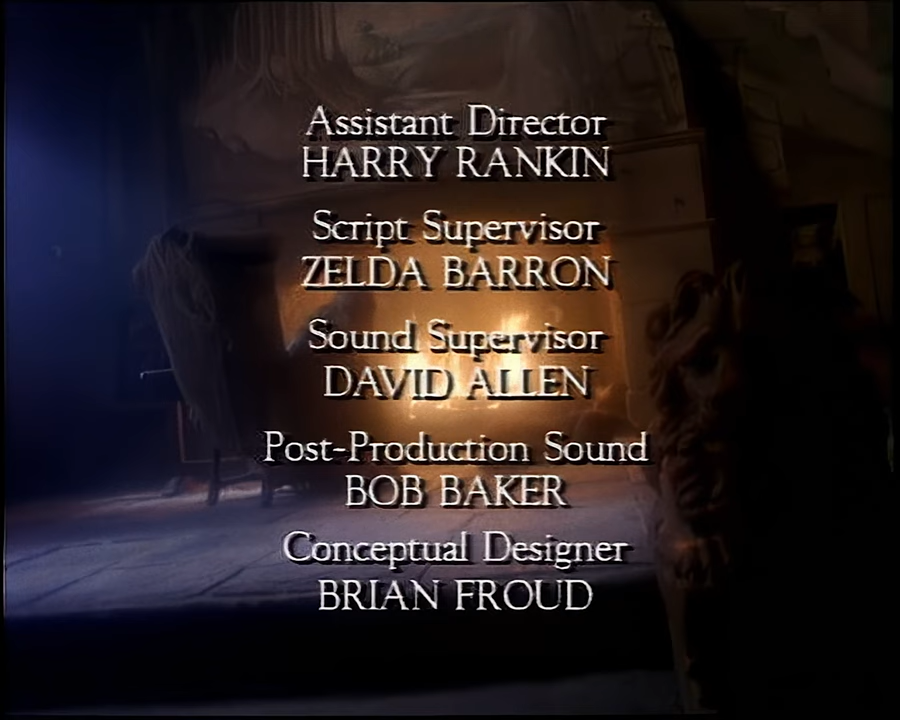 Assistant Director
HARRY RANKIN
Script Supervisor
ZELDA BARRON
Sound Supervisor
DAVID ALLEN
Post-Production Sound
BOB BAKER
Conceptual Designer
BRIAN FROUD